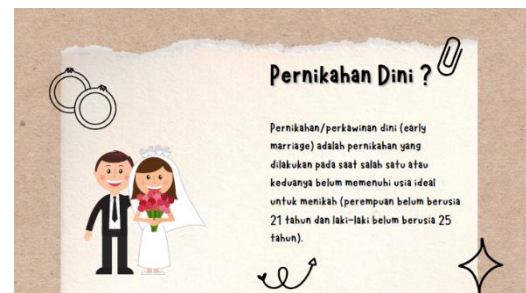 Pernikahan Dini ?
Pernikahan/perkawinan dini (early
marriage) adalah pernikahan yang
dilakukan pada saat salah satu atau
keduanya belum memenuhi usia ideal
untuk menikah (perempuan belum berusia
21 tahun dan laki-laki belum berusia 25
tahun).